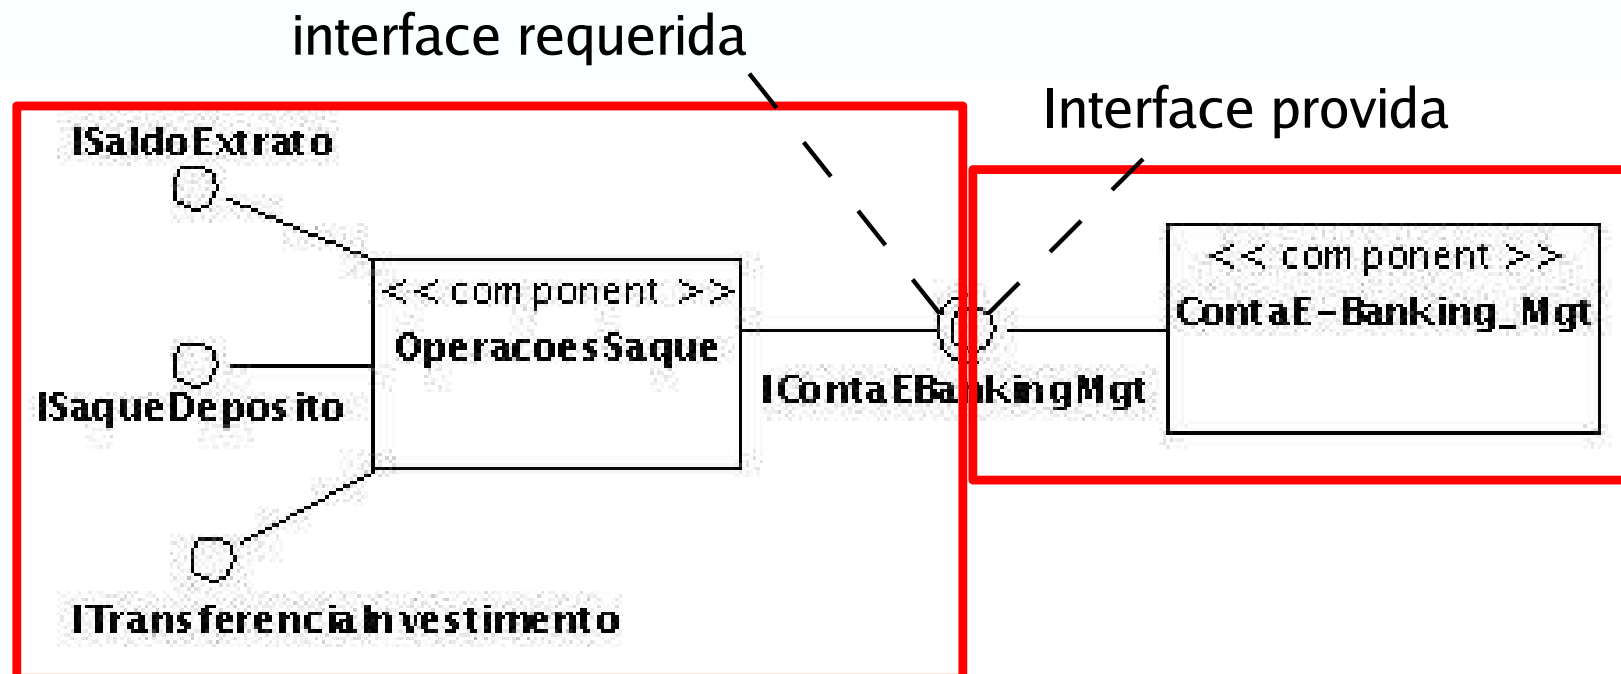 interface requerida
Interface provida
ISaldoExtrato
<< component >>
OperacoesSaque
ISaqueDeposito
ITransferenciaInvestimento
IContaEBankingMgt
<< component >>
ContaE-Banking_Mgt